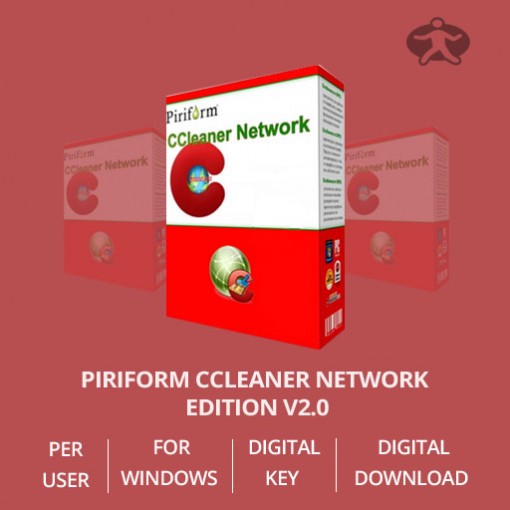 Piriform
CCleaner Network
Piriform
CCleaner Network
Piriform
CCleaner Network
PIRIFORM CCLEANER NETWORK
EDITION V2.0
PER
USER
FOR
WINDOWS
DIGITAL
KEY
DIGITAL
DOWNLOAD